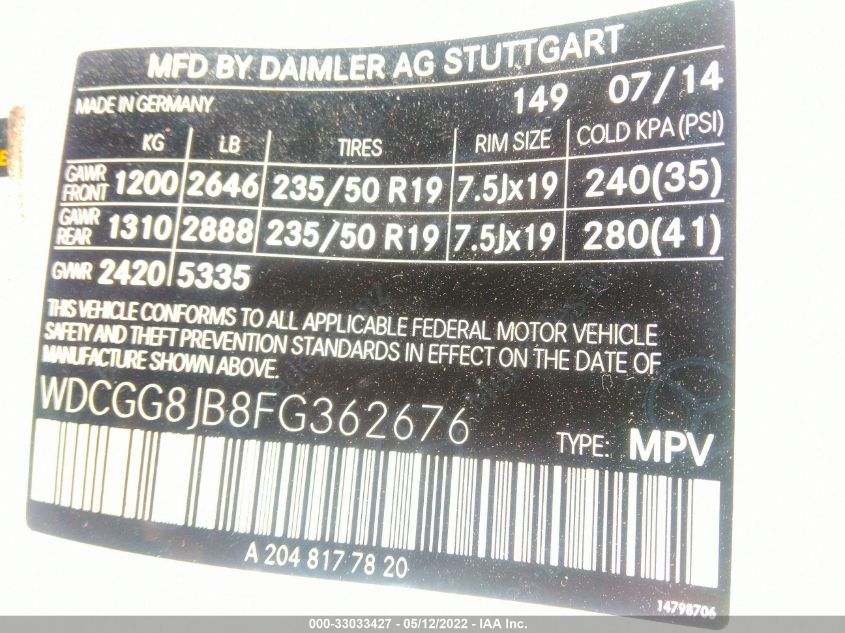 MFD BY DAIMLER AG STUTTGART
MADE IN GERMANY 149 07/14
KG LB TIRES RIM SIZE COLD KPA (PSI)
GAWR FRONT 1200 2646 235/50 R19 7.5Jx19 240(35)
GAWR REAR 1310 2888 235/50 R19 7.5Jx19 280(41)
GVWR 2420 5335
THIS VEHICLE CONFORMS TO ALL APPLICABLE FEDERAL MOTOR VEHICLE
SAFETY AND THEFT PREVENTION STANDARDS IN EFFECT ON THE DATE OF
MANUFACTURE SHOWN ABOVE.
WDCGG8JB8FG362676
TYPE: MPV
A 204 817 78 20
14798706
000-33033427 - 05/12/2022 - IAA Inc.